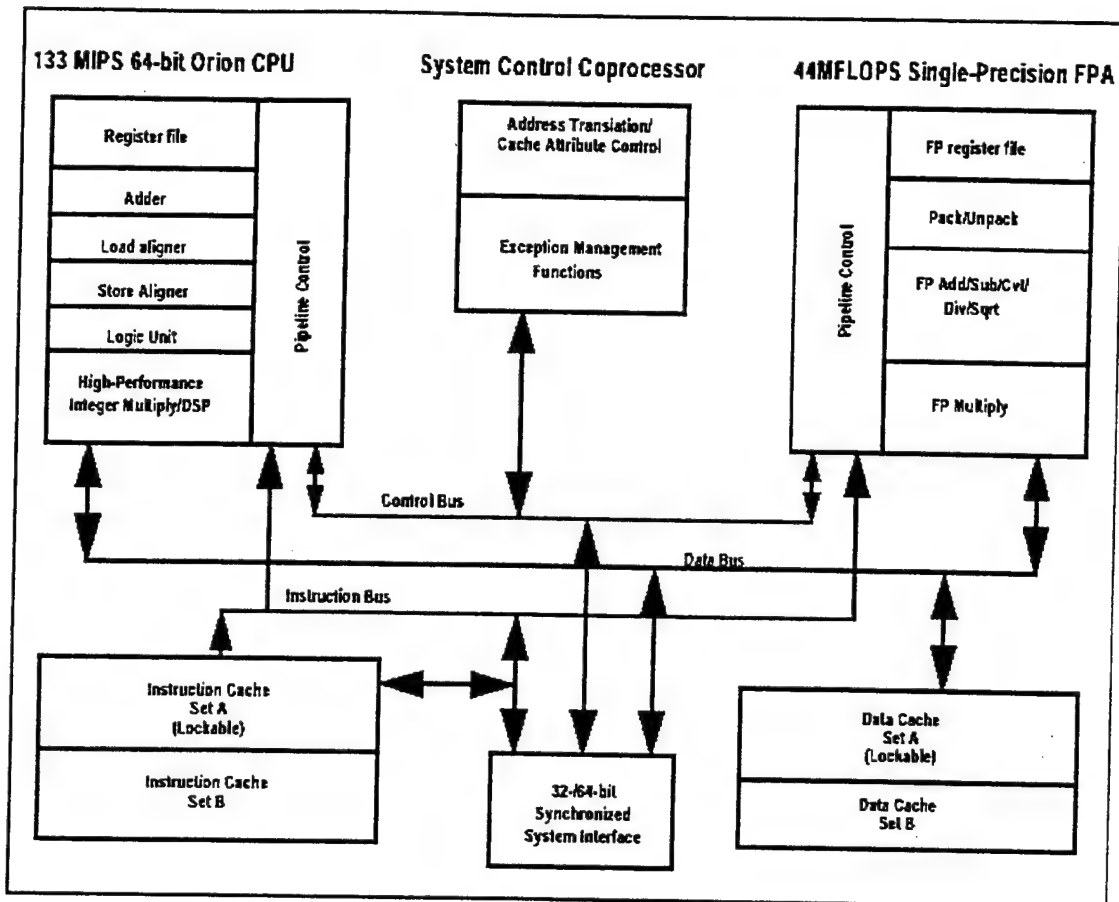 133 MIPS 64-bit Orion CPU
System Control Coprocessor
44MFLOPS Single-Precision FPA
Register file
Adder
Load aligner
Store Aligner
Logic Unit
High-Performance
Integer Multiply/DSP
Pipeline Control
Address Translation/
Cache Attribute Control
Exception Management
Functions
Pipeline Control
FP register file
Pack/Unpack
FP Add/Sub/Cvt/
Div/Sqrt
FP Multiply
Control Bus
Data Bus
Instruction Bus
Instruction Cache
Set A
(Lockable)
Instruction Cache
Set B
32-/64-bit
Synchronized
System Interface
Data Cache
Set A
(Lockable)
Data Cache
Set B